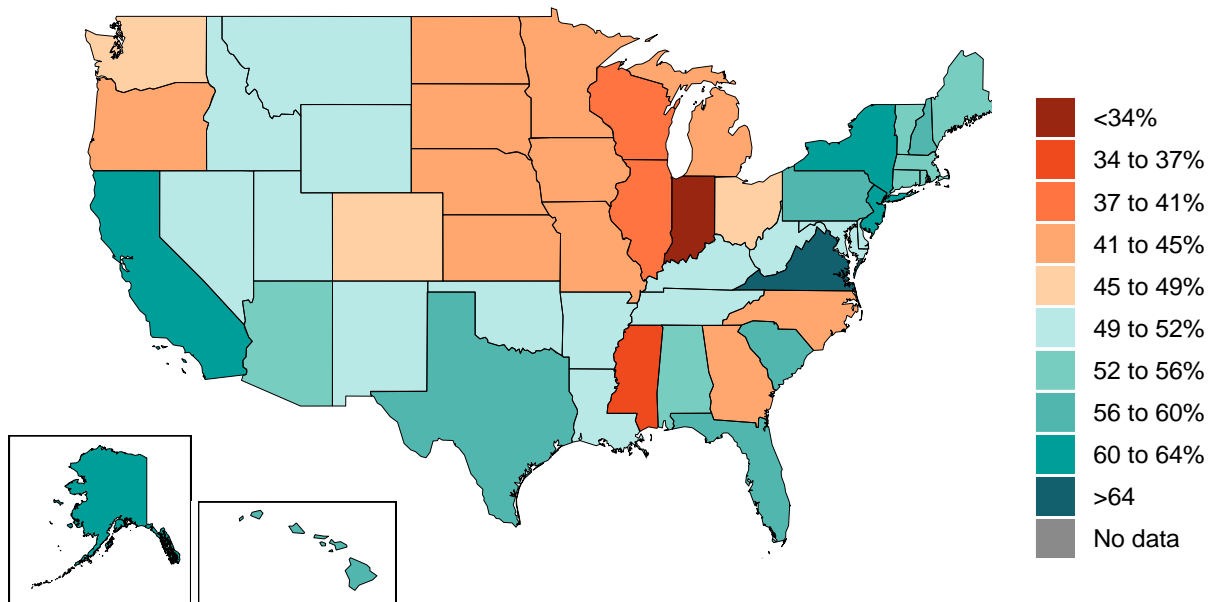 <34%
34 to 37%
37 to 41%
41 to 45%
45 to 49%
49 to 52%
52 to 56%
56 to 60%
60 to 64%
>64
No data